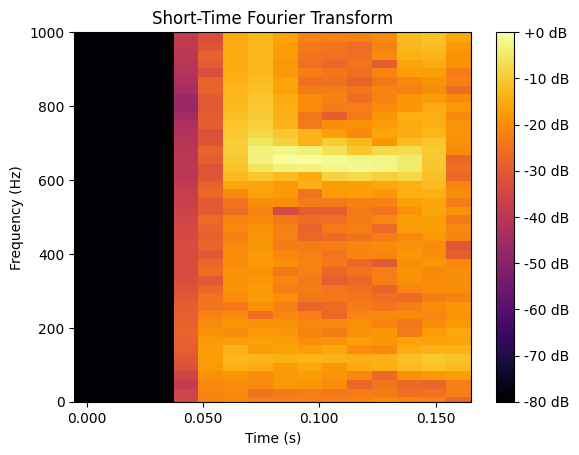 Short-Time Fourier Transform
1000
800
600
400
200
0
Frequency (Hz)
0.000
0.050
0.100
0.150
Time (s)
+0 dB
-10 dB
-20 dB
-30 dB
-40 dB
-50 dB
-60 dB
-70 dB
-80 dB